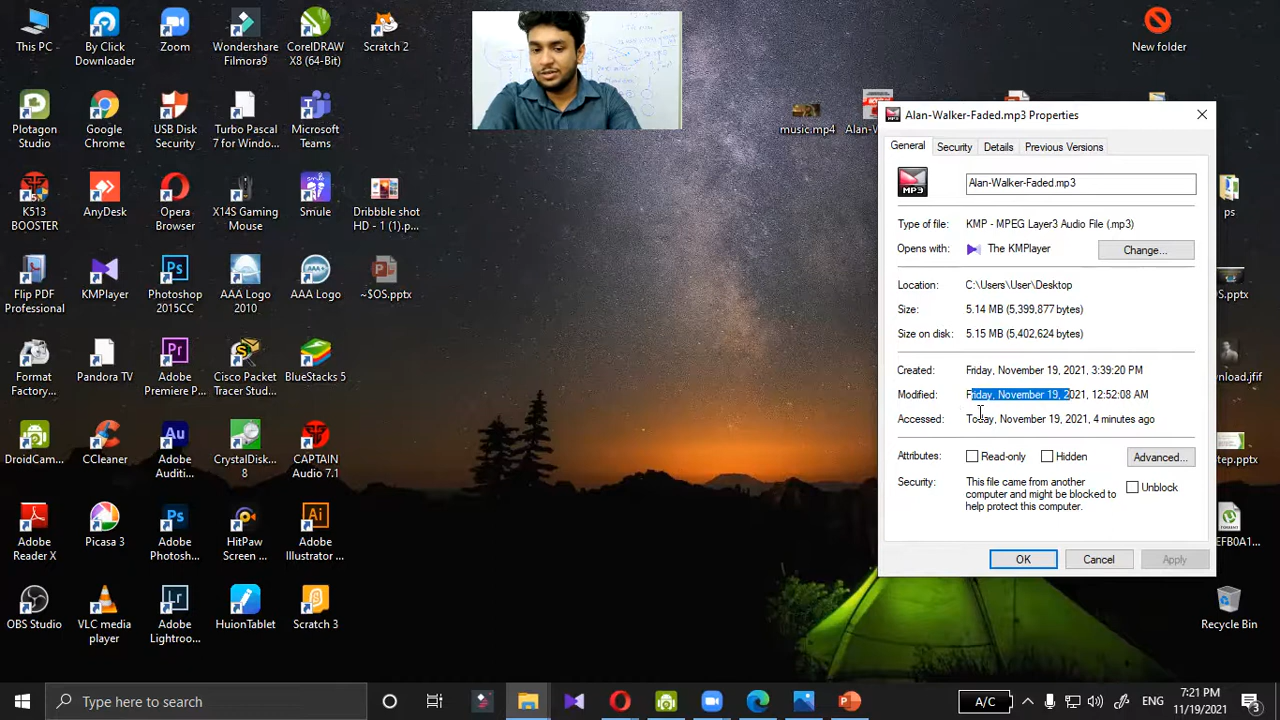 This PC
By Click Downloader
Zoom
Wondershare Filmora9
CorelDRAW X8 (64-Bit)
Scratch 2
New folder
Plotagon Studio
Google Chrome
USB Disk Security
Turbo Pascal 7 for Windo...
Microsoft Teams
music.mp4
K513 BOOSTER
AnyDesk
Opera Browser
X14S Gaming Mouse
Smule
Dribbble shot HD - 1 (1).p...
ps
Flip PDF Professional
KMPlayer
Photoshop 2015CC
AAA Logo 2010
AAA Logo
~$OS.pptx
OS.pptx
Format Factory
Pandora TV
Adobe Premiere P...
Cisco Packet Tracer Stud...
BlueStacks 5
wnload.jfif
DroidCam...
CCleaner
Adobe Auditi...
CrystalDisk... 8
CAPTAIN Audio 7.1
tep.pptx
Adobe Reader X
Picasa 3
Adobe Photosh...
HitPaw Screen ...
Adobe Illustrator ...
EFB0A1...
OBS Studio
VLC media player
Adobe Lightroo...
HuionTablet
Scratch 3
Recycle Bin
Alan-Walker-Faded.mp3 Properties
General Security Details Previous Versions
MP3
Alan-Walker-Faded.mp3
Type of file: KMP - MPEG Layer3 Audio File (.mp3)
Opens with: The KMPlayer Change...
Location: C:\Users\User\Desktop
Size: 5.14 MB (5,399,877 bytes)
Size on disk: 5.15 MB (5,402,624 bytes)
Created: Friday, November 19, 2021, 3:39:20 PM
Modified: Friday, November 19, 2021, 12:52:08 AM
Accessed: Today, November 19, 2021, 4 minutes ago
Attributes: Read-only Hidden Advanced...
Security: This file came from another
computer and might be blocked to Unblock
help protect this computer.
OK Cancel Apply
Type here to search
A/C
ENG
7:21 PM
11/19/2021
3